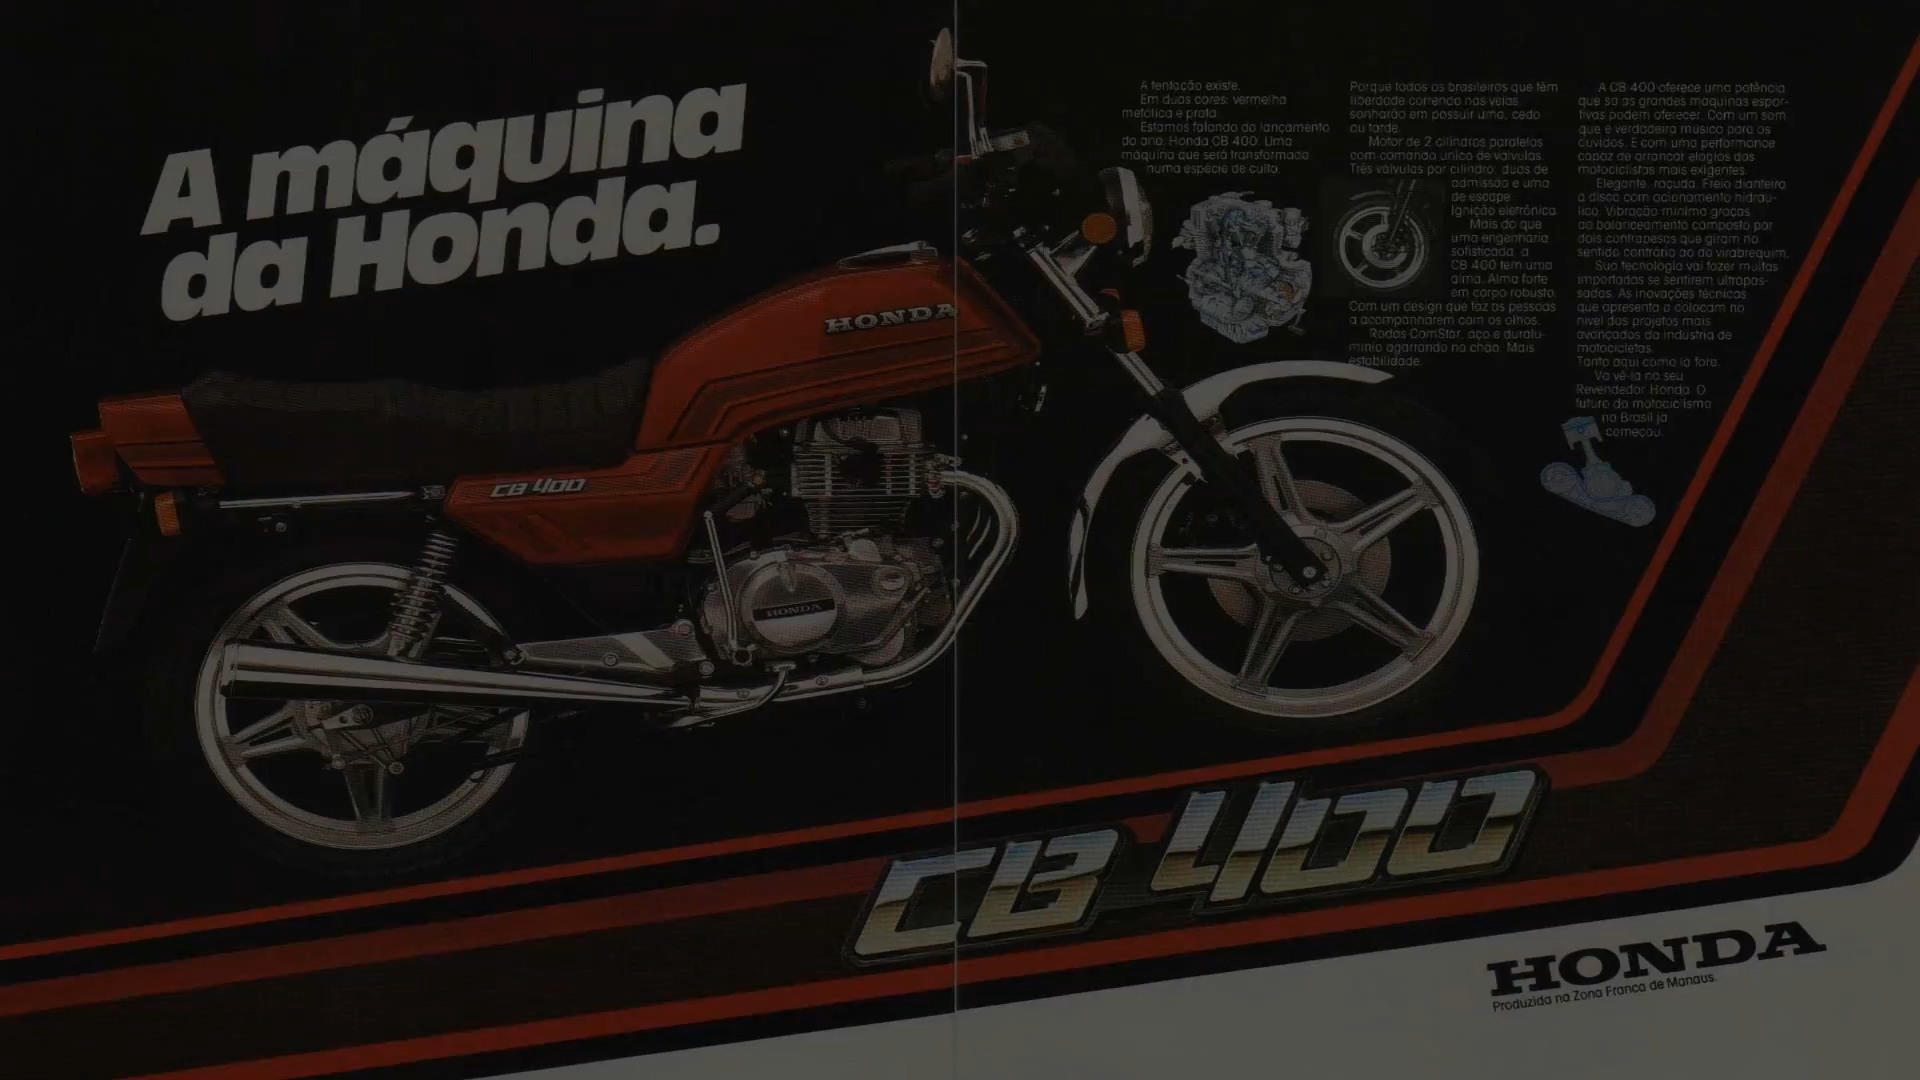 A máquina
da Honda.
A tentação existe.
Em duas cores: vermelha
metálica e prata.
Estamos falando do lançamento
do ano: Honda CB 400. Uma
máquina que será transformada
numa espécie de culto.
Porque todos os brasileiros que têm
liberdade correndo nas veias
sonharão em possuir uma, cedo
ou tarde.
Motor de 2 cilindros paralelos
com comando único de válvulas.
Três válvulas por cilindro: duas de
admissão e uma
de escape.
Ignição eletrônica.
Mais do que
uma engenharia
sofisticada, a
CB 400 tem uma
alma. Alma forte
em corpo robusto.
Com um design que faz as pessoas
a acompanharem com os olhos.
Rodas ComStar, aço e duralu-
mínio agarrando no chão. Mais
estabilidade.
A CB 400 oferece uma potência
que só as grandes máquinas espor-
tivas podem oferecer. Com um som
que é verdadeira música para os
ouvidos. E com uma performance
capaz de arrancar elogios dos
motociclistas mais exigentes.
Elegante, raçuda. Freio dianteiro
a disco com acionamento hidráu-
lico. Vibração mínima graças
ao balanceamento composto por
dois contrapesos que giram no
sentido contrário ao do virabrequim.
Sua tecnologia vai fazer muitas
importadas se sentirem ultrapas-
sadas. As inovações técnicas
que apresenta a colocam no
nível dos projetos mais
avançados da indústria de
motocicletas.
Tanto aqui como lá fora.
Vá vê-la no seu
Revendedor Honda. O
futuro do motociclismo
no Brasil já
começou.
HONDA
CB 400
HONDA
CB 400
HONDA
Produzida na Zona Franca de Manaus.